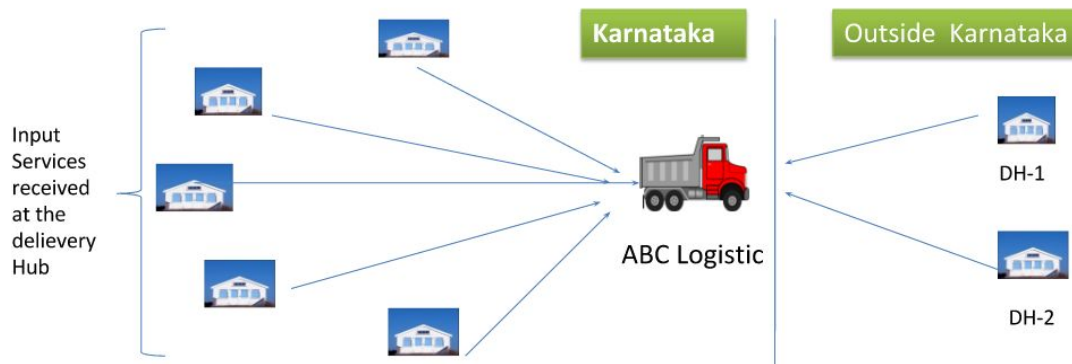 Karnataka
Outside Karnataka
Input
Services
received
at the
delievery
Hub
ABC Logistic
DH-1
DH-2